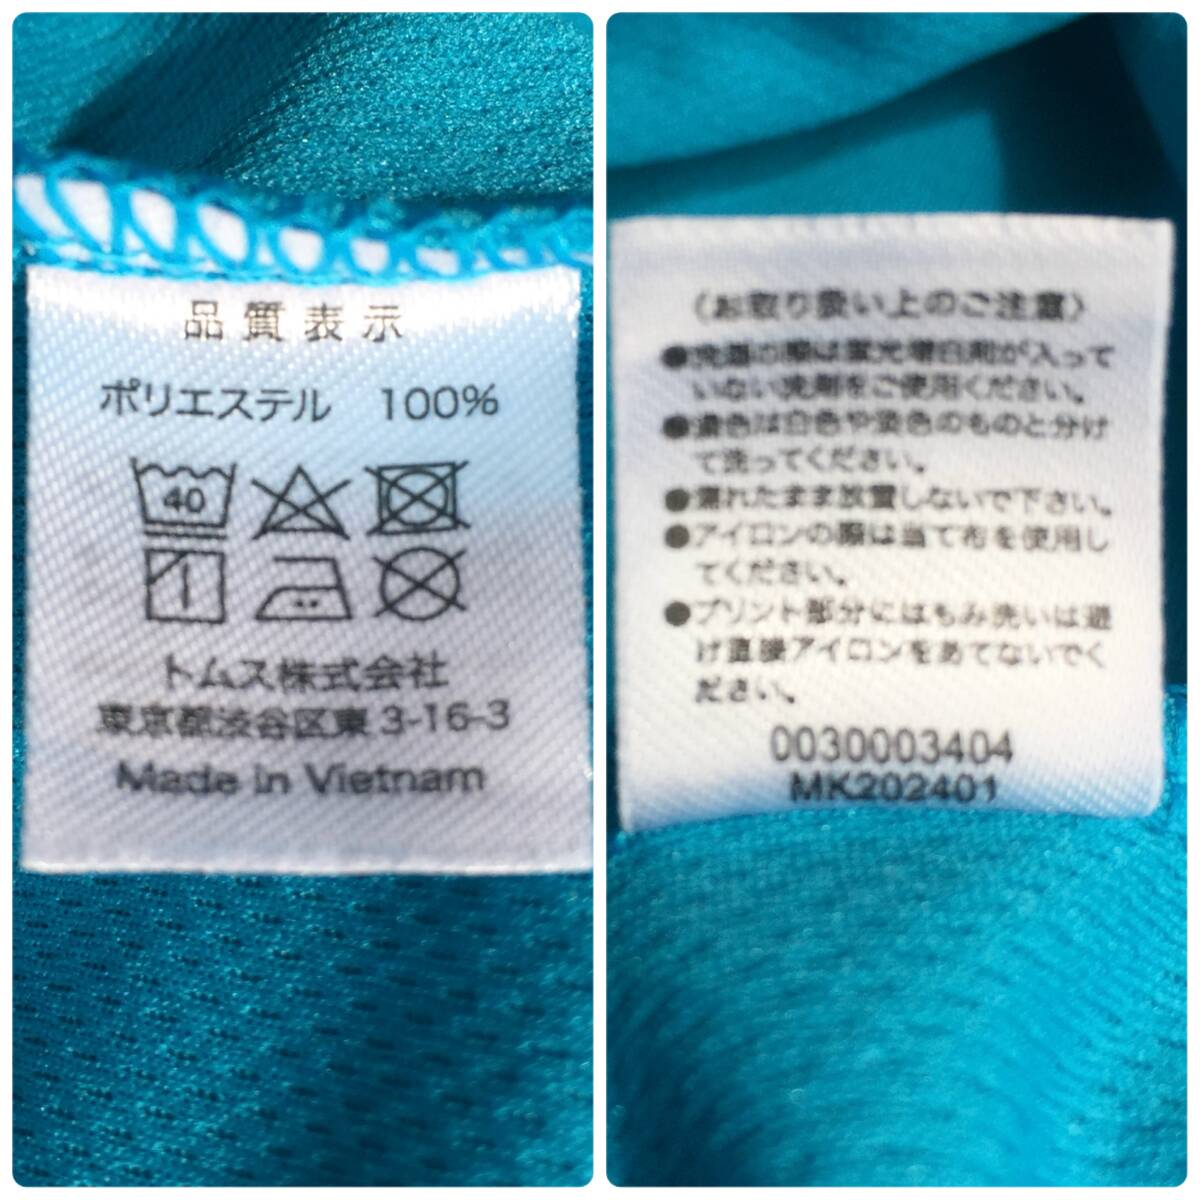 品質表示
ポリエステル 100%
40
トムス株式会社
東京都渋谷区東3-16-3
Made in Vietnam
〈お取り扱い上のご注意〉
●洗濯の際は蛍光増白剤が入って
いない洗剤をご使用ください。
●濃色は白色や淡色のものと分け
て洗ってください。
●濡れたまま放置しないで下さい。
●アイロンの際は当て布を使用し
てください。
●プリント部分にはもみ洗いは避
け直接アイロンをあてないでく
ださい。
0030003404
MK202401